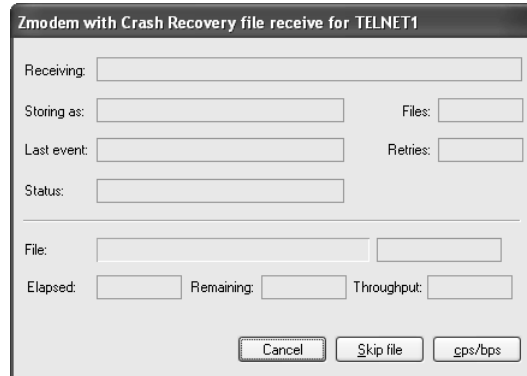 Zmodem with Crash Recovery file receive for TELNET1
Receiving:
Storing as: Files:
Last event: Retries:
Status:
File:
Elapsed: Remaining: Throughput:
Cancel Skip file cps/bps